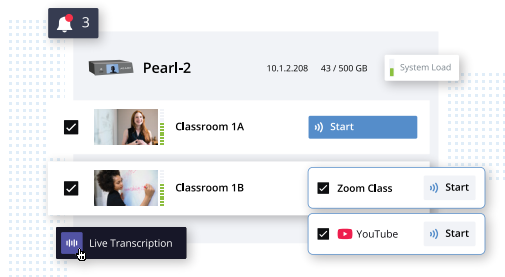 3
Pearl-2 10.1.2.208 43 / 500 GB System Load
Classroom 1A Start
Classroom 1B
Zoom Class Start
YouTube Start
Live Transcription